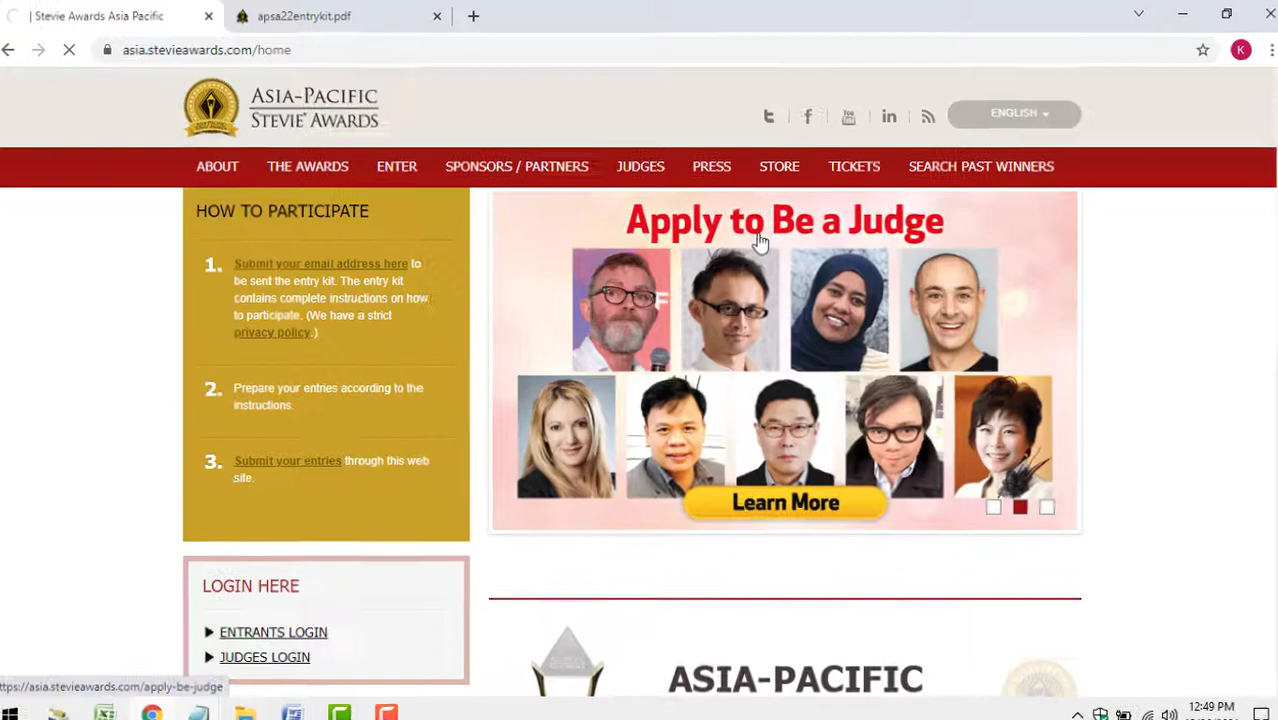 | Stevie Awards Asia Pacific
apsa22entrykit.pdf
asia.stevieawards.com/home
K
ASIA-PACIFIC
STEVIE® AWARDS
ENGLISH
ABOUT THE AWARDS ENTER SPONSORS / PARTNERS JUDGES PRESS STORE TICKETS SEARCH PAST WINNERS
HOW TO PARTICIPATE
1. Submit your email address here to
be sent the entry kit. The entry kit
contains complete instructions on how
to participate. (We have a strict
privacy policy.)
2. Prepare your entries according to the
instructions.
3. Submit your entries through this web
site.
Apply to Be a Judge
Learn More
LOGIN HERE
ENTRANTS LOGIN
JUDGES LOGIN
ASIA-PACIFIC
https://asia.stevieawards.com/apply-be-judge
12:49 PM